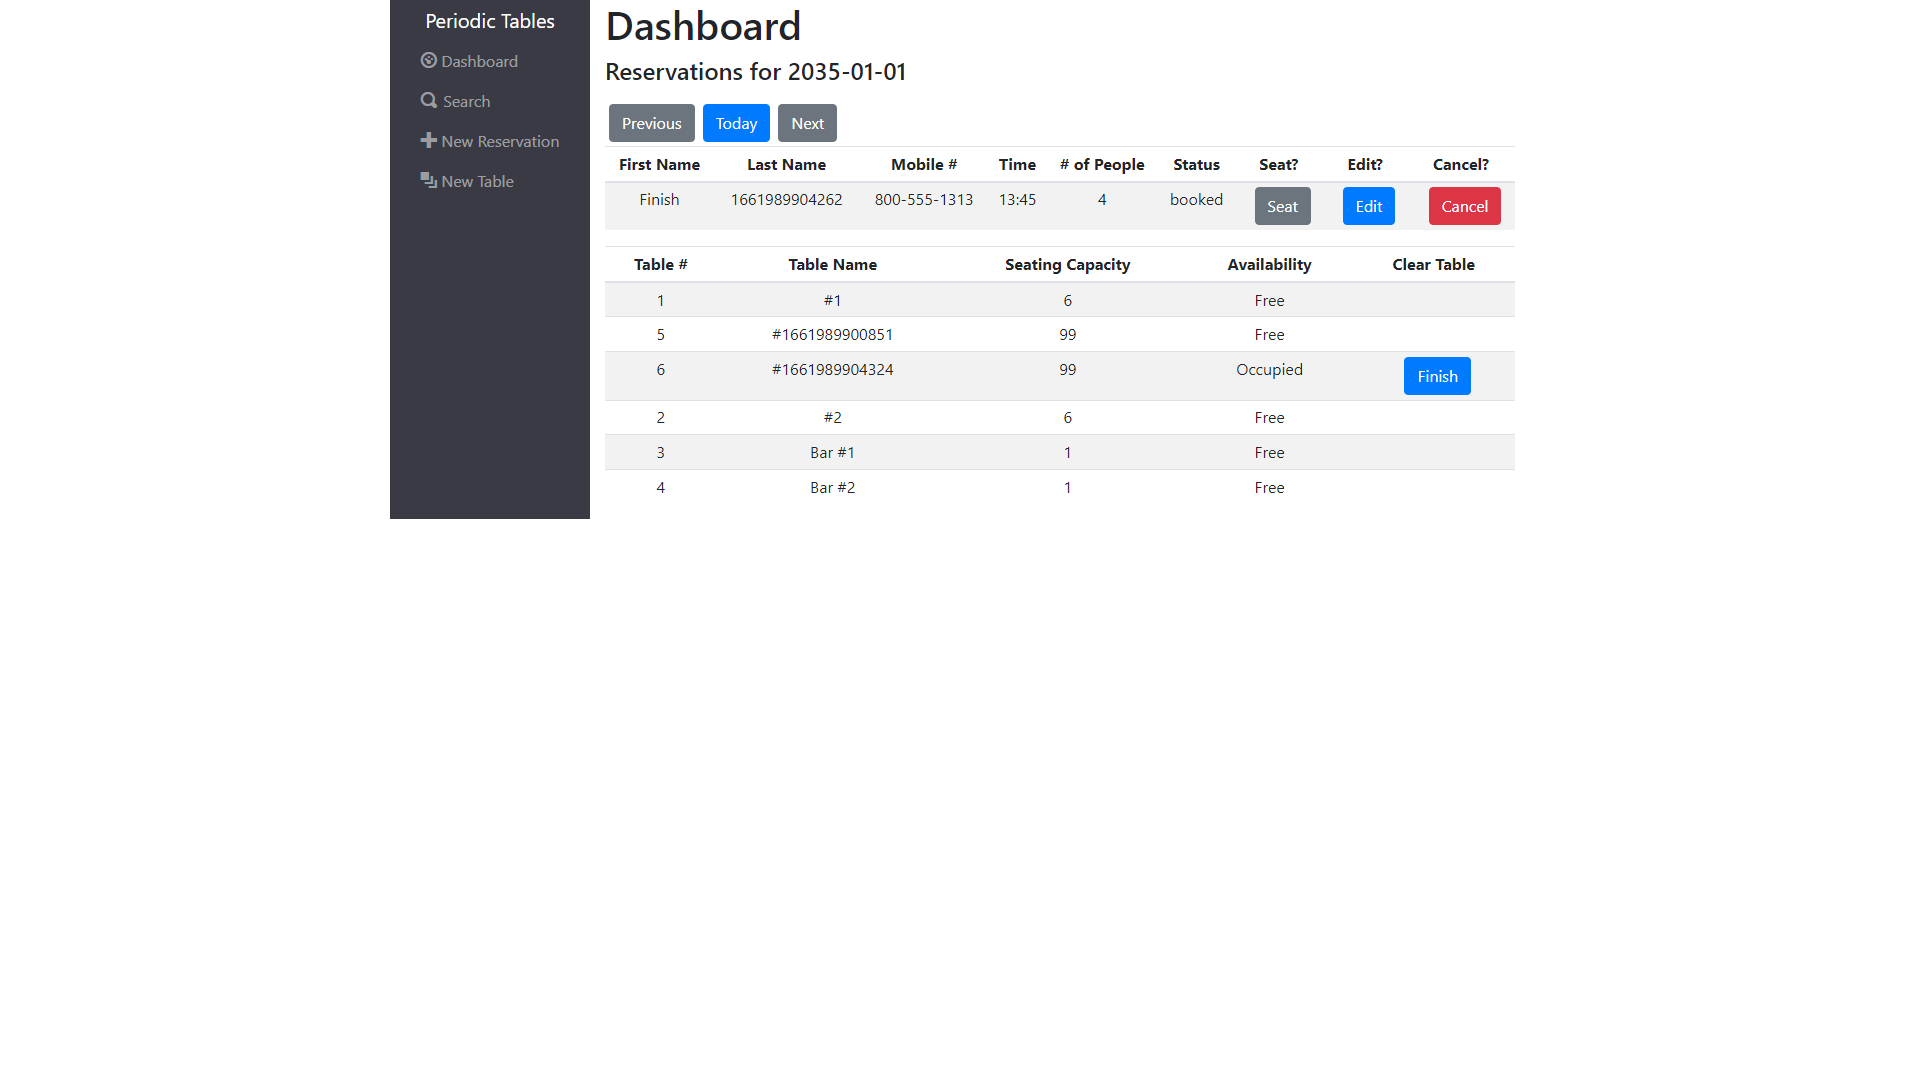 Periodic Tables
Dashboard
Search
New Reservation
New Table
Dashboard
Reservations for 2035-01-01
Previous Today Next
First Name Last Name Mobile # Time # of People Status Seat? Edit? Cancel?
Finish 1661989904262 800-555-1313 13:45 4 booked Seat Edit Cancel
Table # Table Name Seating Capacity Availability Clear Table
1 #1 6 Free
5 #1661989900851 99 Free
6 #1661989904324 99 Occupied Finish
2 #2 6 Free
3 Bar #1 1 Free
4 Bar #2 1 Free